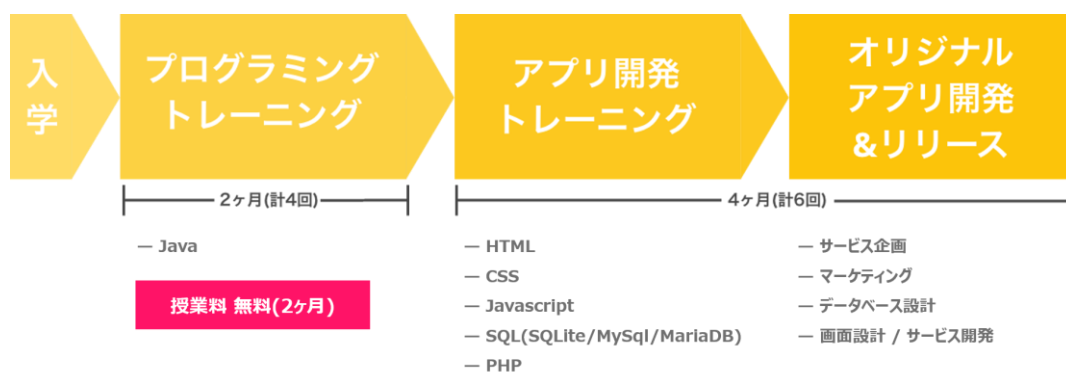 入
学
プログラミング
トレーニング
アプリ開発
トレーニング
オリジナル
アプリ開発
&リリース
2ヶ月(計4回)
4ヶ月(計6回)
― Java
授業料 無料(2ヶ月)
― HTML
― CSS
― Javascript
― SQL(SQLite/MySql/MariaDB)
― PHP
― サービス企画
― マーケティング
― データベース設計
― 画面設計 / サービス開発